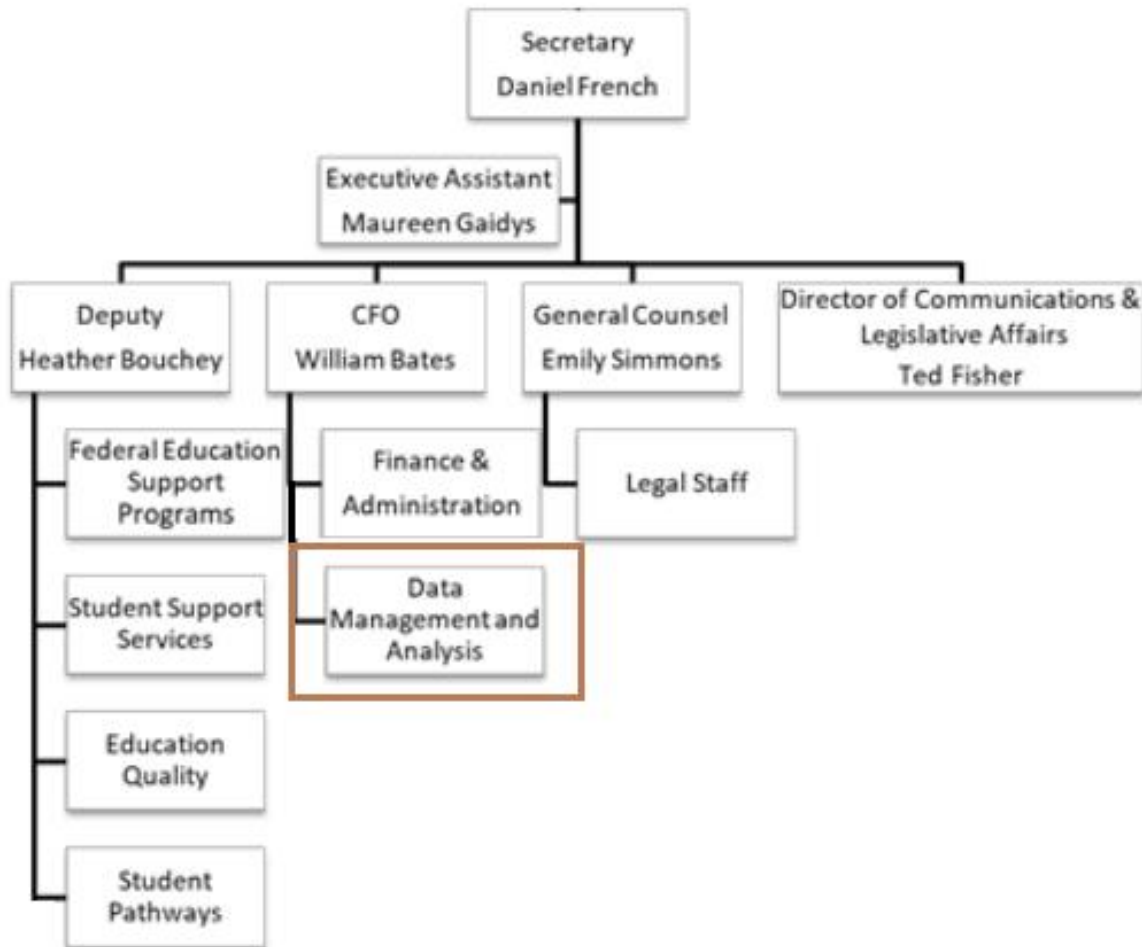 Secretary
Daniel French
Executive Assistant
Maureen Gaidys
Deputy
Heather Bouchey
CFO
William Bates
General Counsel
Emily Simmons
Director of Communications &
Legislative Affairs
Ted Fisher
Federal Education
Support
Programs
Finance &
Administration
Legal Staff
Student Support
Services
Data
Management and
Analysis
Education
Quality
Student
Pathways